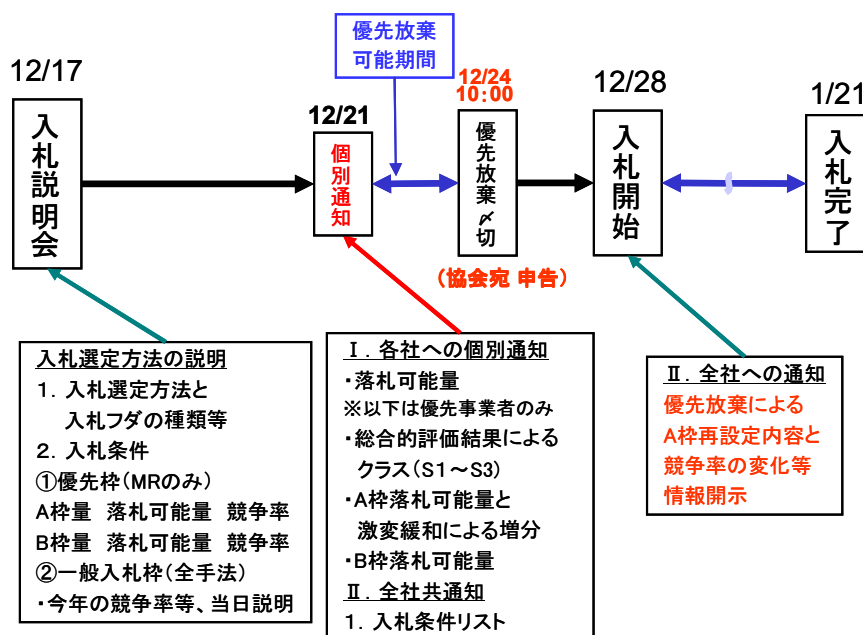 優先放棄
可能期間
12/17
12/21
12/24
10:00
12/28
1/21
入札説明会
個別通知
優先放棄〆切
入札開始
入札完了
(協会宛 申告)
入札選定方法の説明
1. 入札選定方法と
入札フダの種類等
2. 入札条件
①優先枠(MRのみ)
A枠量 落札可能量 競争率
B枠量 落札可能量 競争率
②一般入札枠(全手法)
・今年の競争率等、当日説明
Ⅰ. 各社への個別通知
・落札可能量
※以下は優先事業者のみ
・総合的評価結果による
クラス(S1~S3)
・A枠落札可能量と
激変緩和による増分
・B枠落札可能量
Ⅱ. 全社共通知
1. 入札条件リスト
Ⅱ. 全社への通知
優先放棄による
A枠再設定内容と
競争率の変化等
情報開示